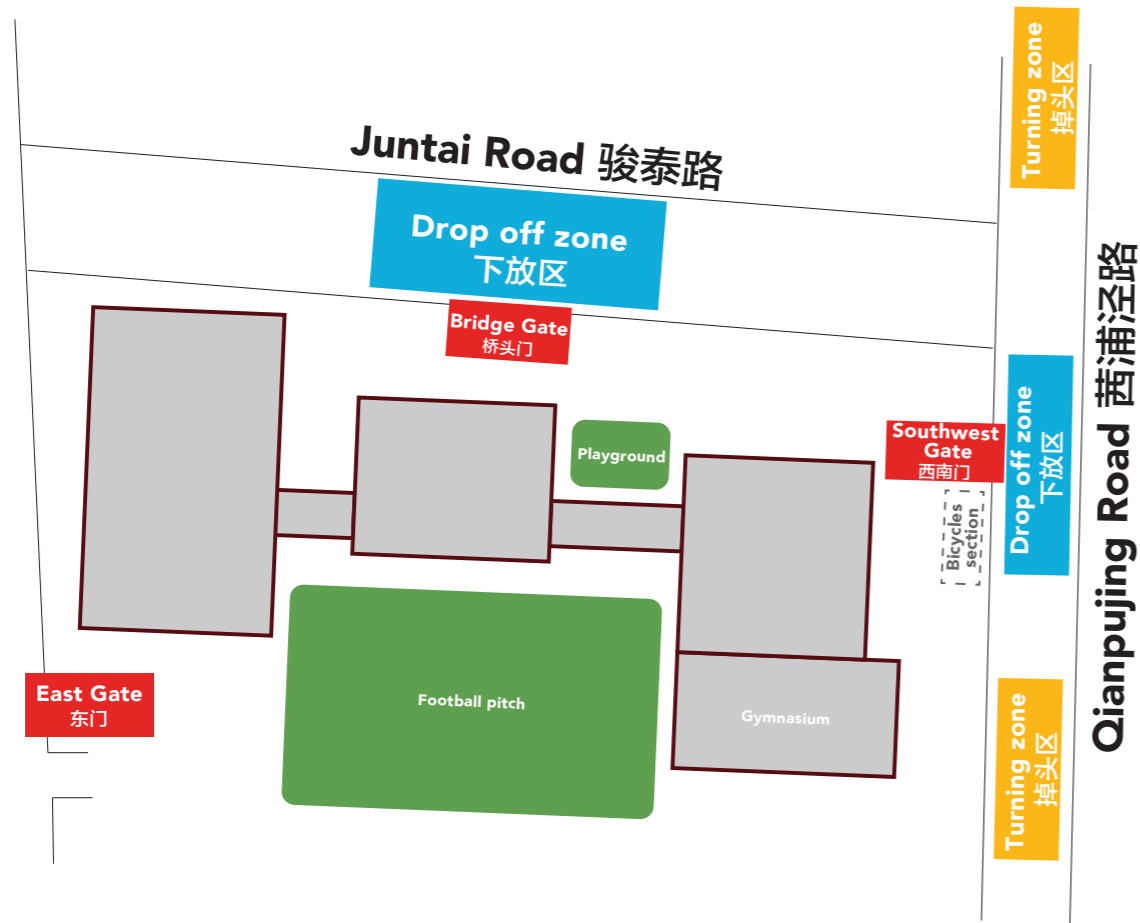 Turning zone
掉头区
Juntai Road 骏泰路
Drop off zone
下放区
Bridge Gate
桥头门
Playground
Southwest
Gate
西南门
Drop off zone
下放区
Bicycles
section
Qianpujing Road 茜浦泾路
East Gate
东门
Football pitch
Gymnasium
Turning zone
掉头区